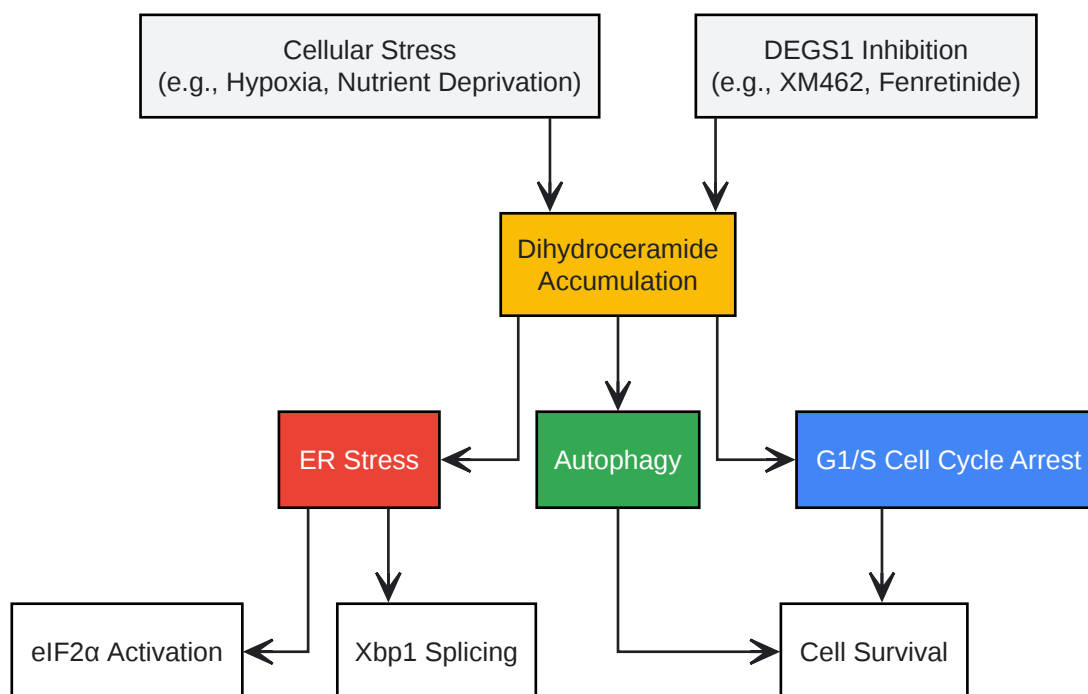 Cellular Stress
(e.g., Hypoxia, Nutrient Deprivation)
DEGS1 Inhibition
(e.g., XM462, Fenretinide)
Dihydroceramide
Accumulation
ER Stress
Autophagy
G1/S Cell Cycle Arrest
eIF2α Activation
Xbp1 Splicing
Cell Survival